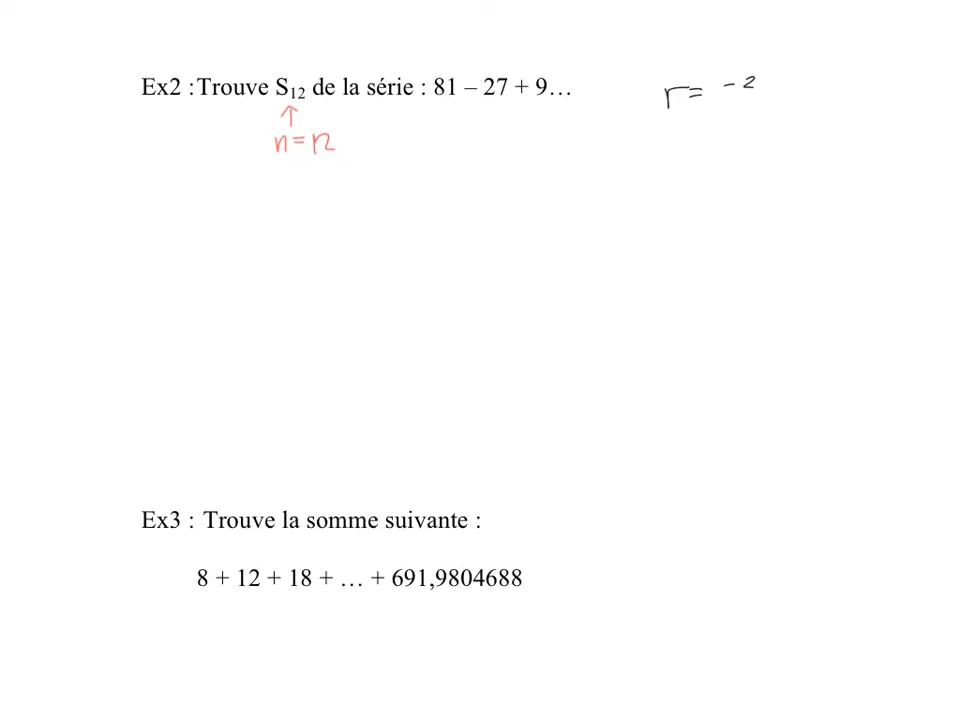 Ex2 : Trouve S₁₂ de la série : 81 – 27 + 9… r = -2
↑
n = 12
Ex3 : Trouve la somme suivante :
8 + 12 + 18 + … + 691,9804688